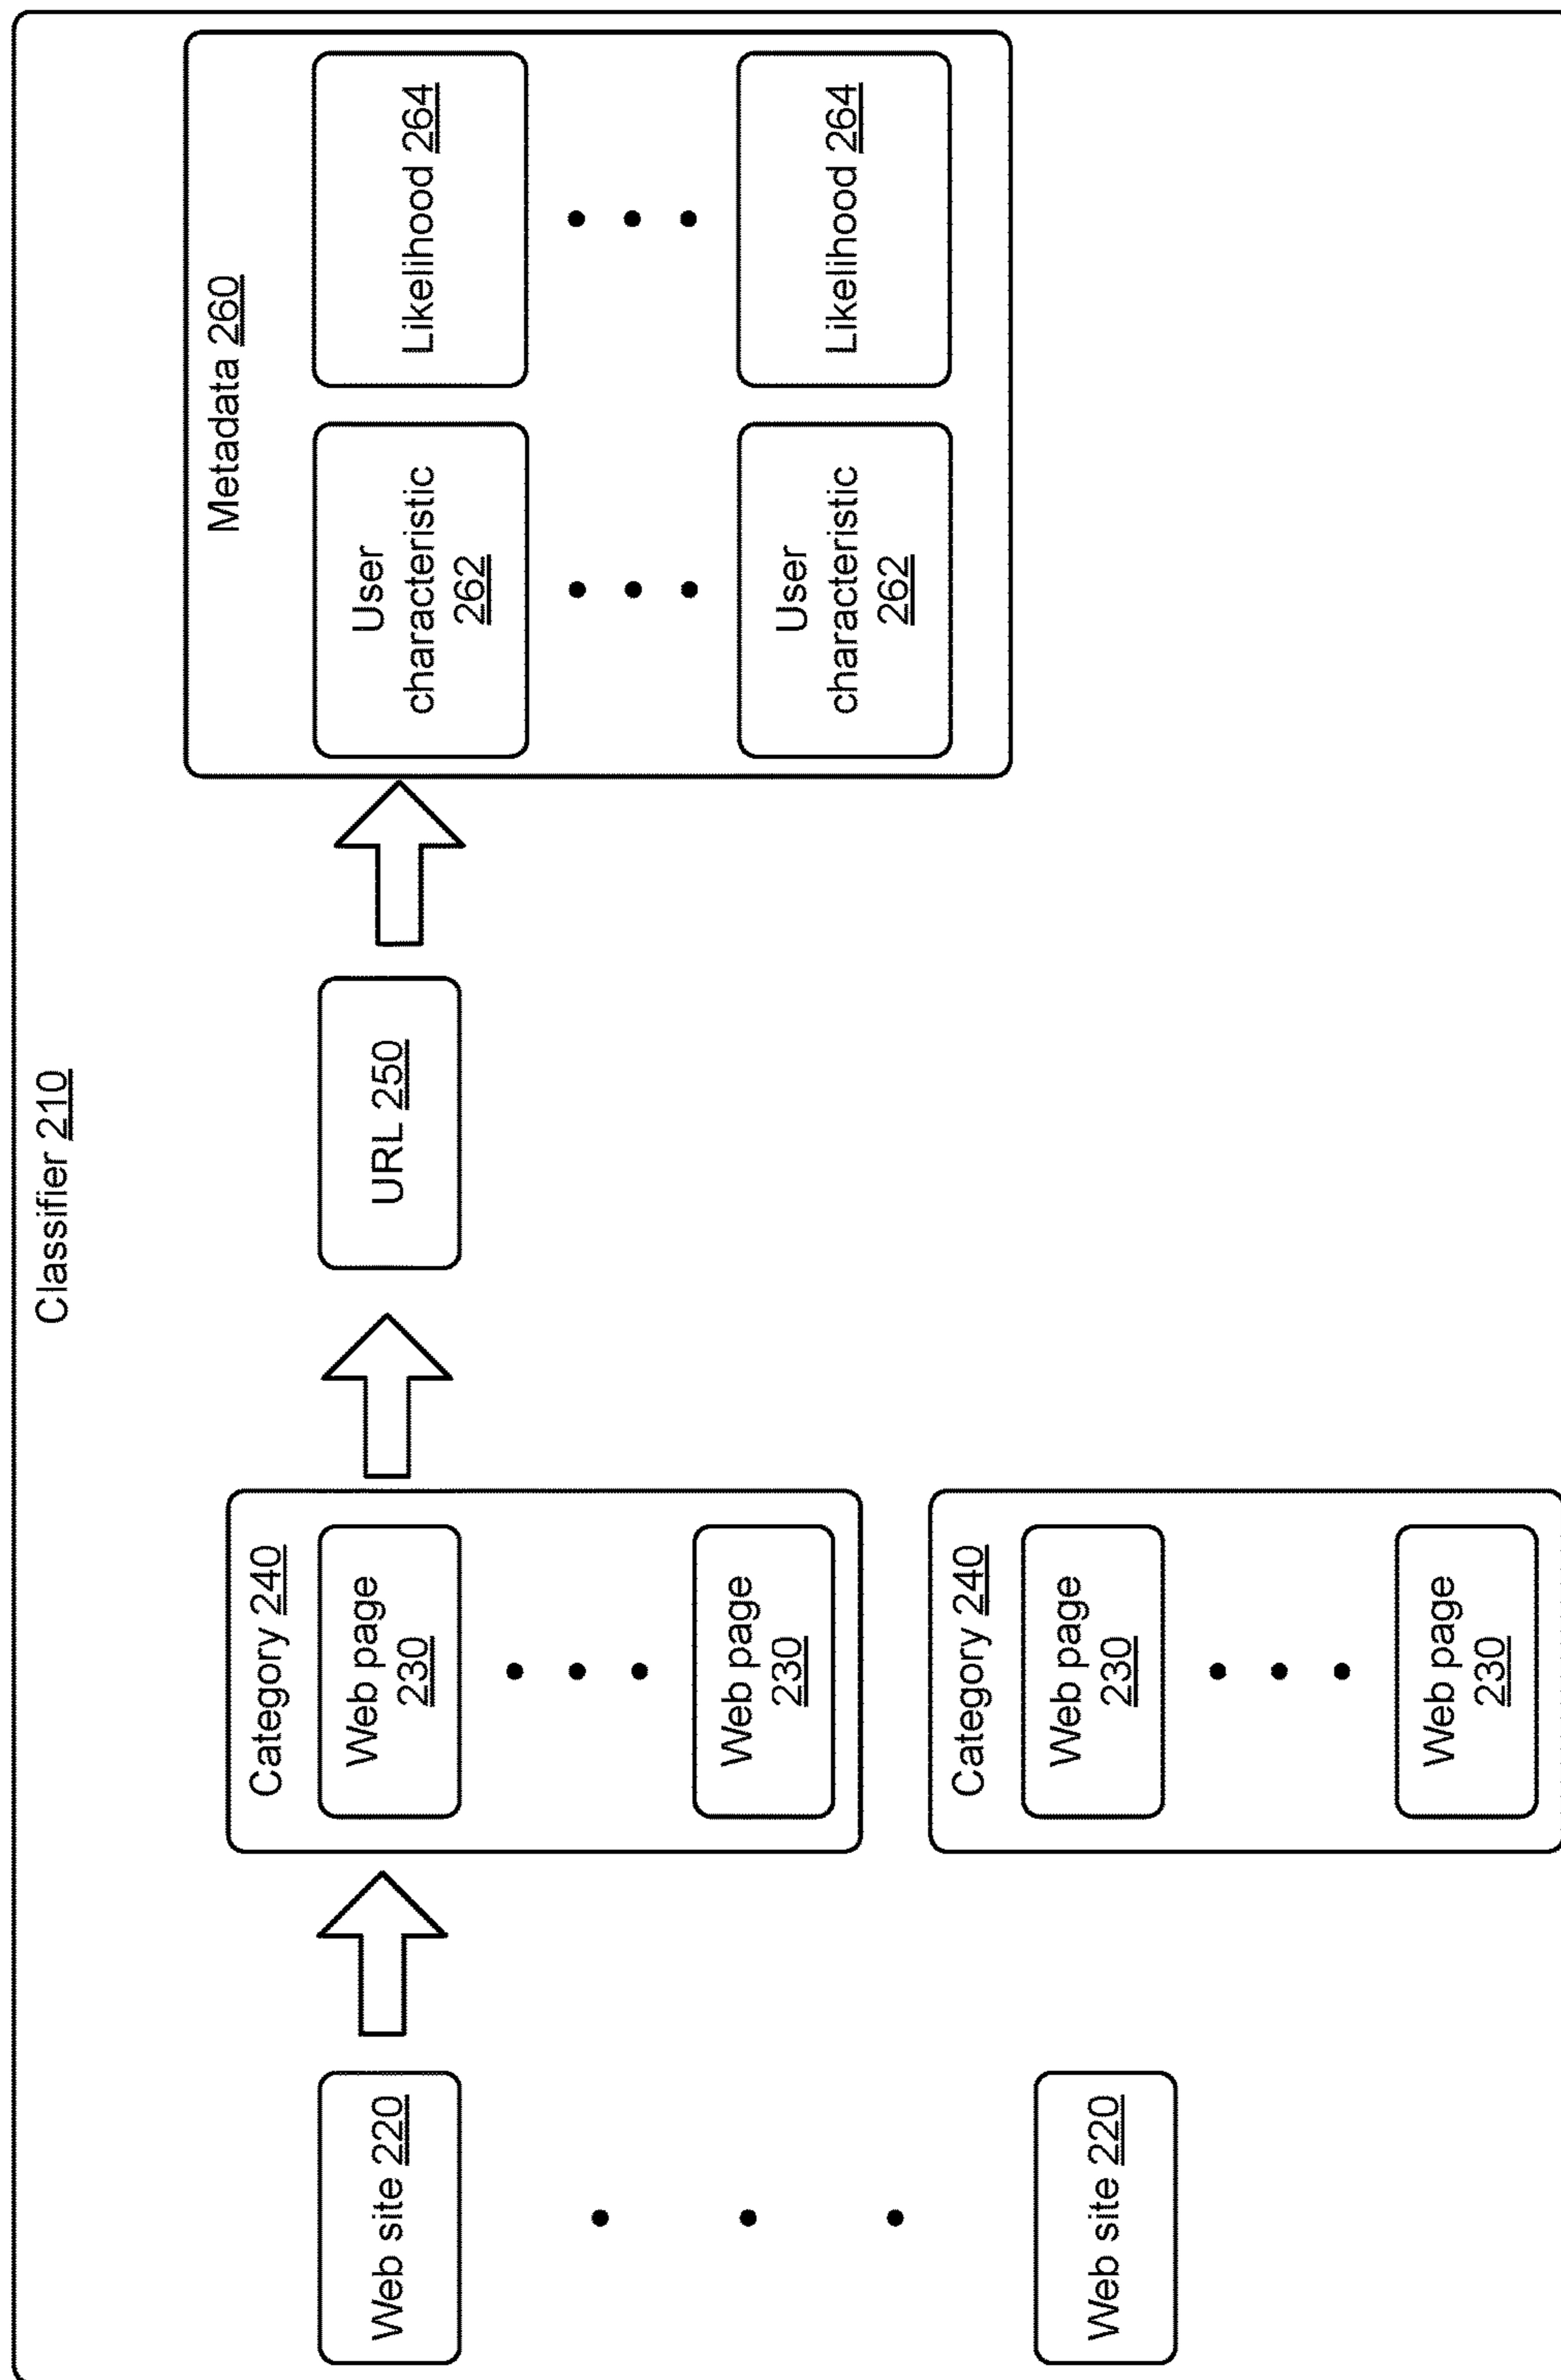 Classifier 210
Web site 220
Web site 220
Category 240
Web page
230
Web page
230
Category 240
Web page
230
Web page
230
URL 250
Metadata 260
User
characteristic
262
Likelihood 264
User
characteristic
262
Likelihood 264